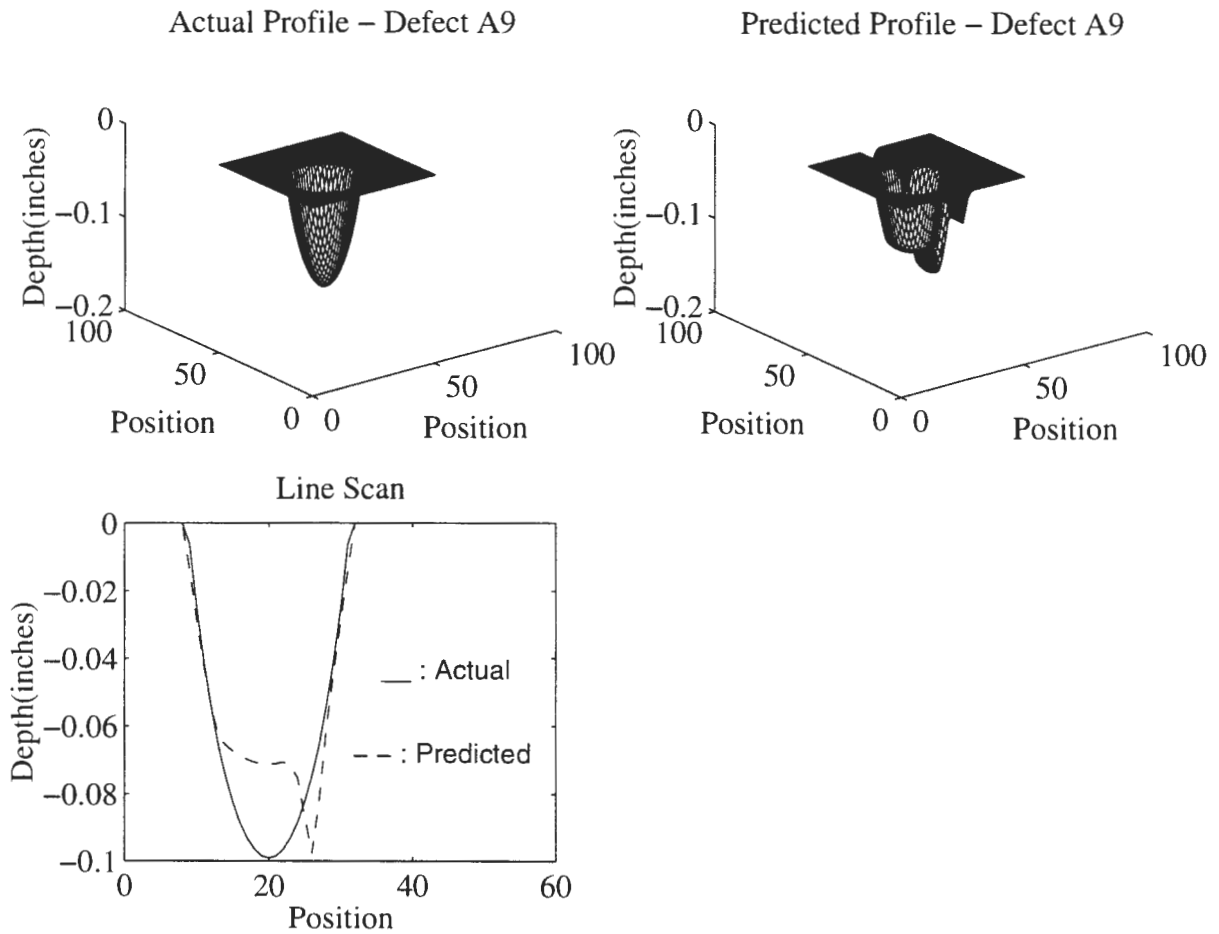 Actual Profile – Defect A9
0
−0.1
−0.2
Depth(inches)
100
50
0
Position
0
50
100
Position
Predicted Profile – Defect A9
0
−0.1
−0.2
Depth(inches)
100
50
0
Position
0
50
100
Position
Line Scan
0
−0.02
−0.04
−0.06
−0.08
−0.1
Depth(inches)
: Actual
: Predicted
0
20
40
60
Position